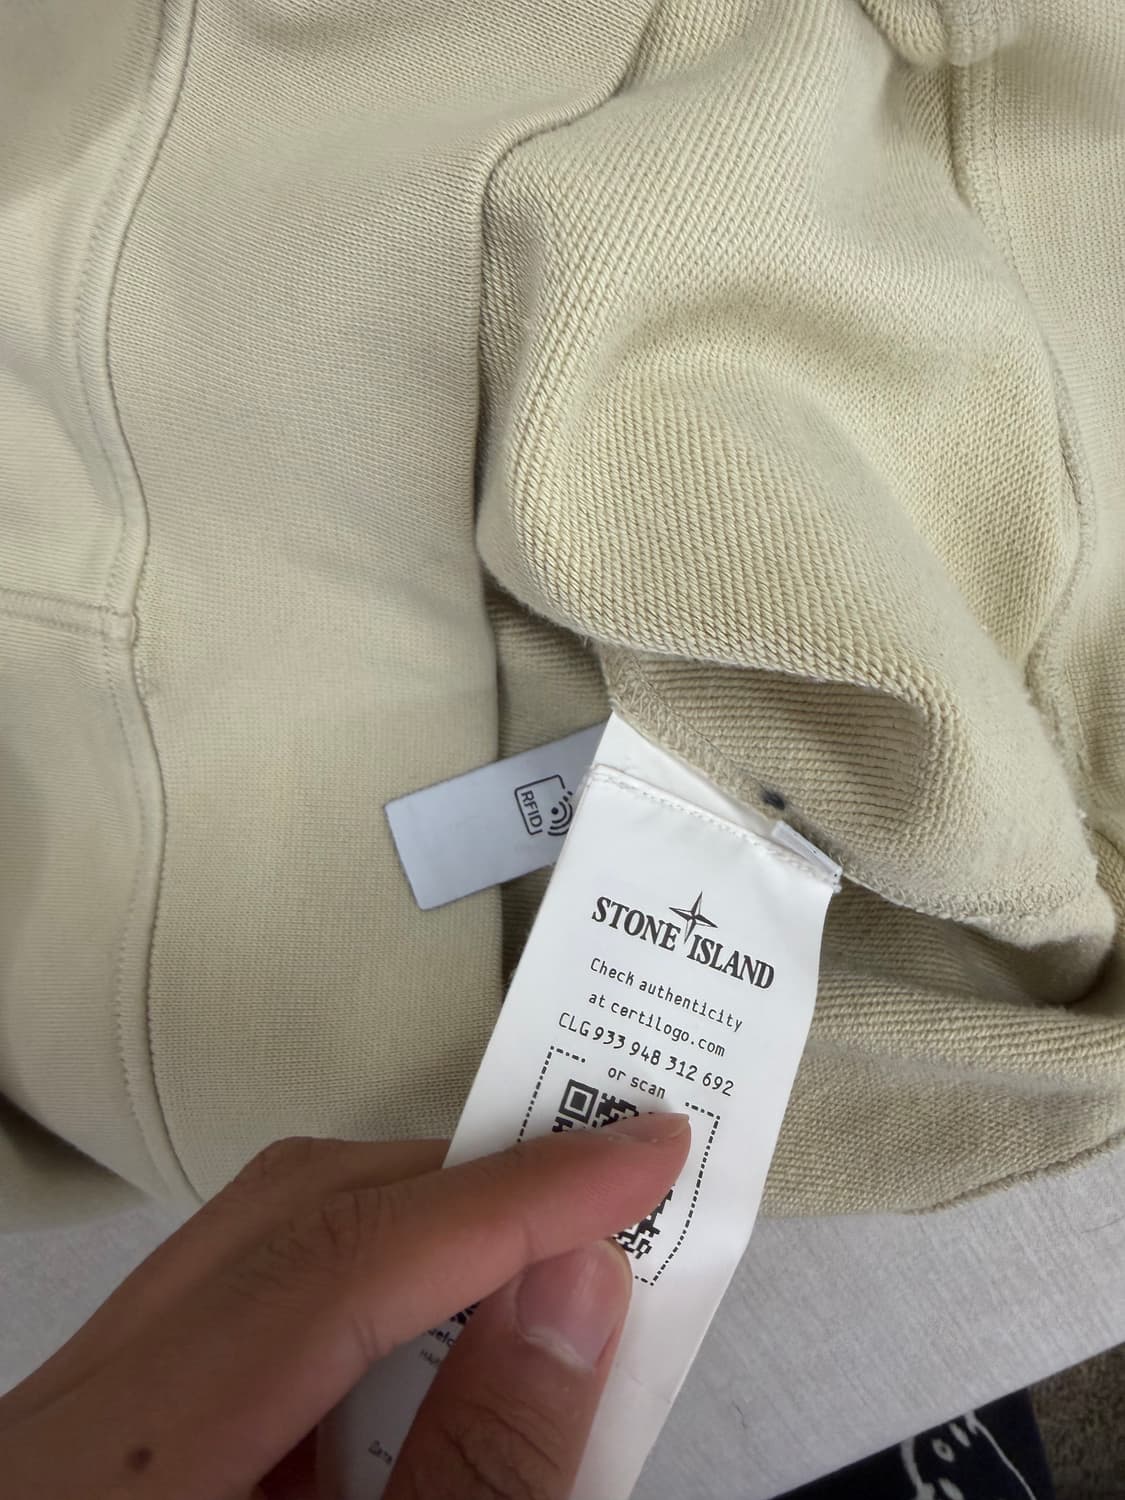 RFID
STONE ISLAND
Check authenticity
at certilogo.com
CLG 933 948 312 692
or scan